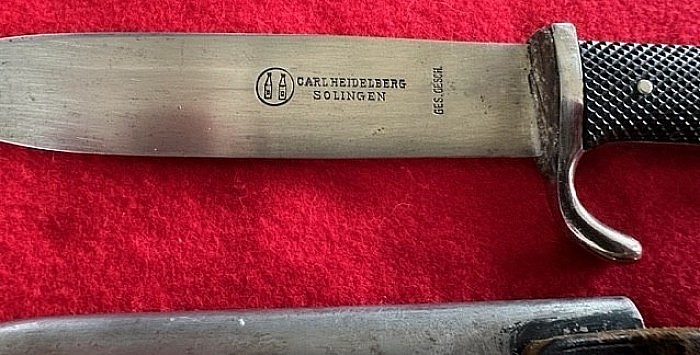 CARL HEIDELBERG
SOLINGEN
GES. GESCH.